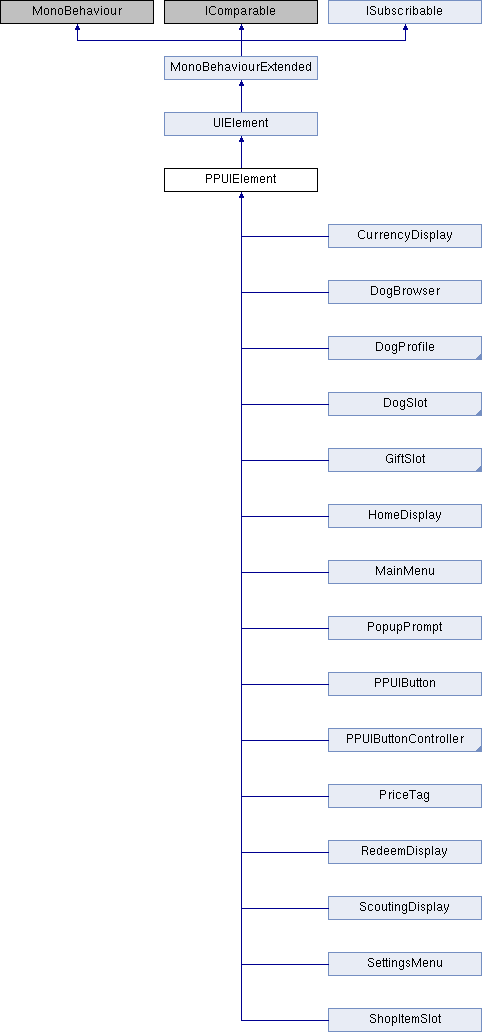 MonoBehaviour
IComparable
ISubscribable
MonoBehaviourExtended
UIElement
PPUIElement
CurrencyDisplay
DogBrowser
DogProfile
DogSlot
GiftSlot
HomeDisplay
MainMenu
PopupPrompt
PPUIButton
PPUIButtonController
PriceTag
RedeemDisplay
ScoutingDisplay
SettingsMenu
ShopItemSlot